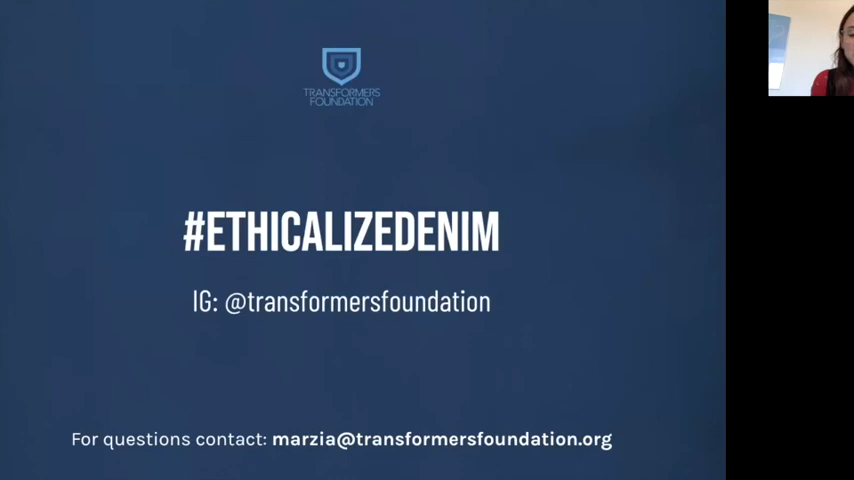 TRANSFORMERS
FOUNDATION
#ETHICALIZEDENIM
IG: @transformersfoundation
For questions contact: marzia@transformersfoundation.org